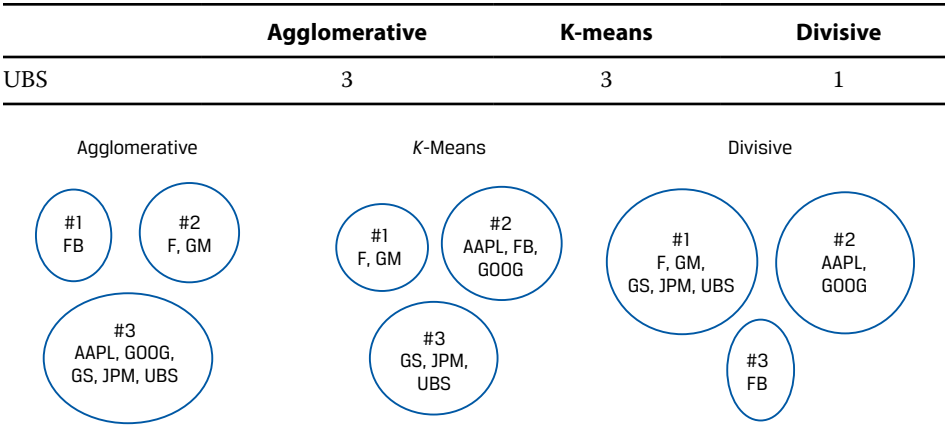 Agglomerative K-means Divisive
UBS 3 3 1
Agglomerative K-Means Divisive
#1
FB
#2
F, GM
#3
AAPL, GOOG,
GS, JPM, UBS
#1
F, GM
#2
AAPL, FB,
GOOG
#3
GS, JPM,
UBS
#1
F, GM,
GS, JPM, UBS
#2
AAPL,
GOOG
#3
FB